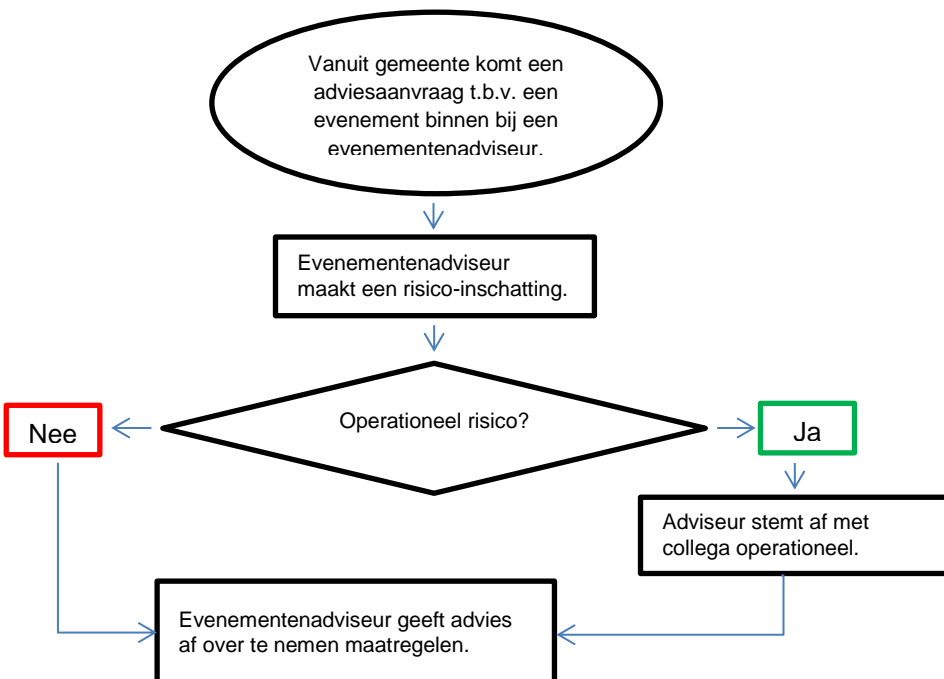 Vanuit gemeente komt een
adviesaanvraag t.b.v. een
evenement binnen bij een
evenementenadviseur.
Evenementenadviseur
maakt een risico-inschatting.
Operationeel risico?
Nee
Ja
Adviseur stemt af met
collega operationeel.
Evenementenadviseur geeft advies
af over te nemen maatregelen.